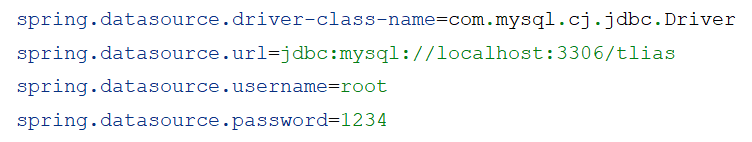 spring.datasource.driver-class-name=com.mysql.cj.jdbc.Driver
spring.datasource.url=jdbc:mysql://localhost:3306/tlias
spring.datasource.username=root
spring.datasource.password=1234